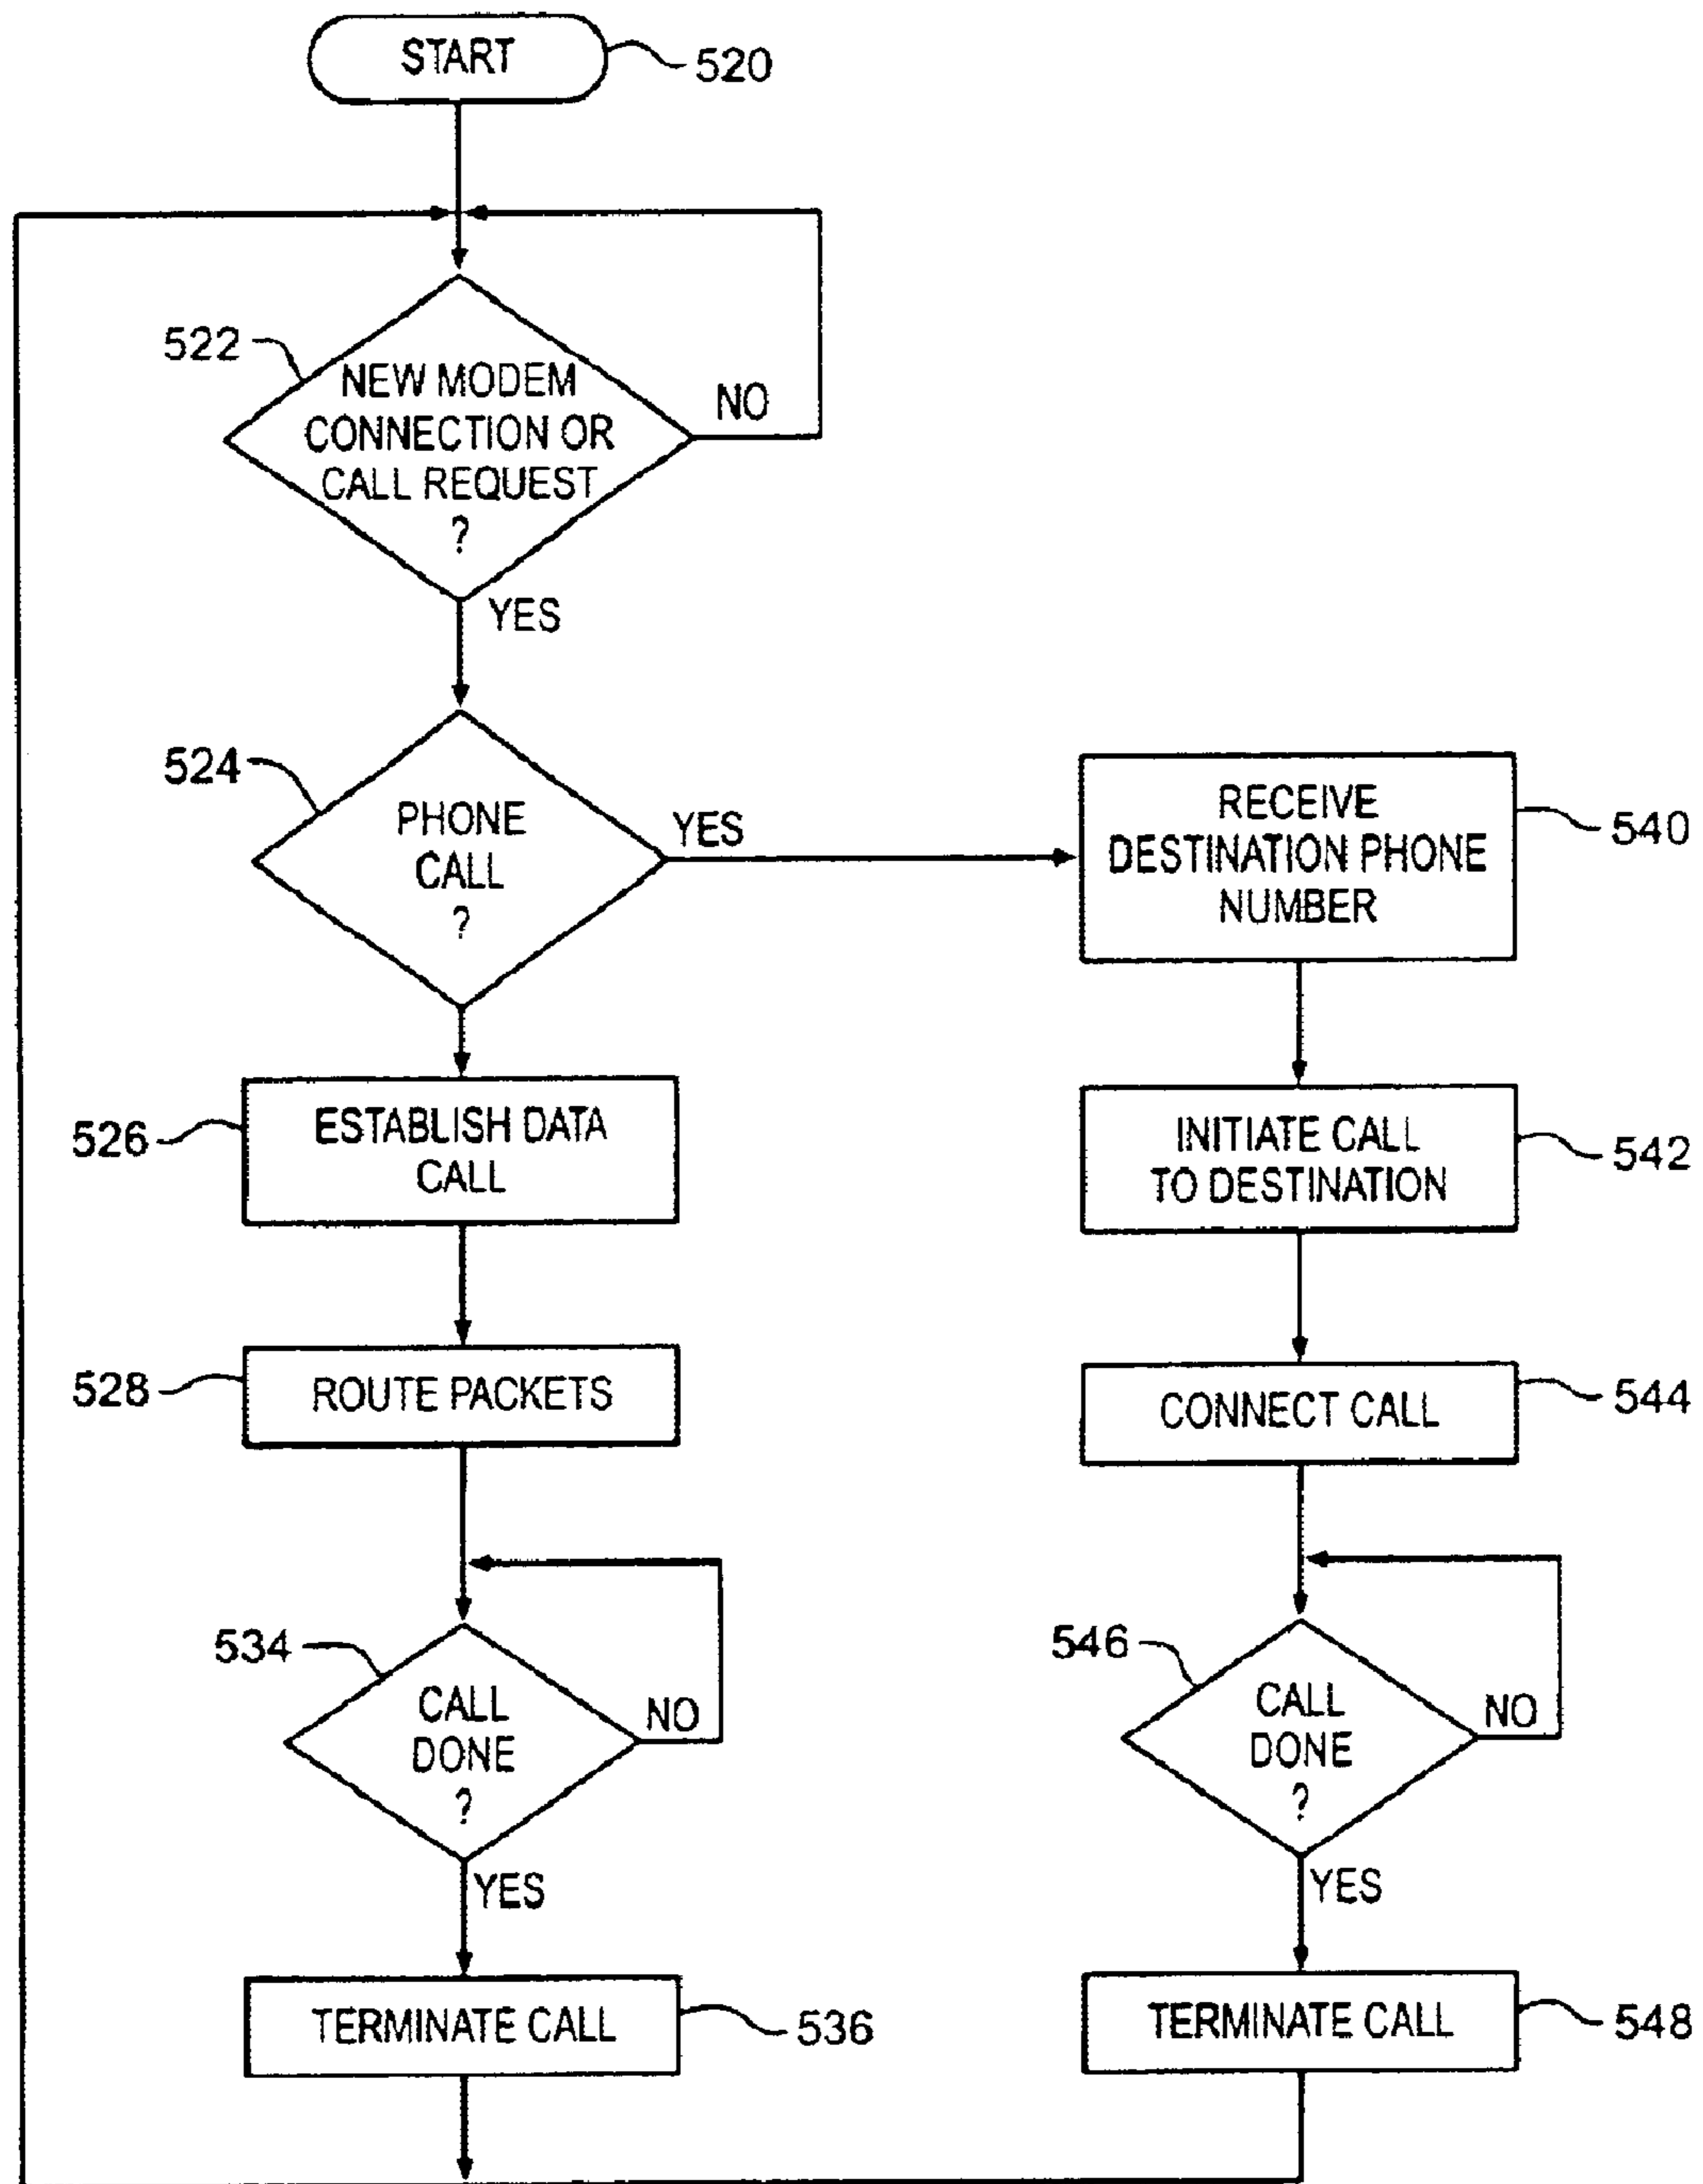 START
520
522
NEW MODEM
CONNECTION OR
CALL REQUEST
?
NO
YES
524
PHONE
CALL
?
YES
RECEIVE
DESTINATION PHONE
NUMBER
540
526
ESTABLISH DATA
CALL
INITIATE CALL
TO DESTINATION
542
528
ROUTE PACKETS
CONNECT CALL
544
534
CALL
DONE
?
NO
YES
546
CALL
DONE
?
NO
YES
TERMINATE CALL
536
TERMINATE CALL
548